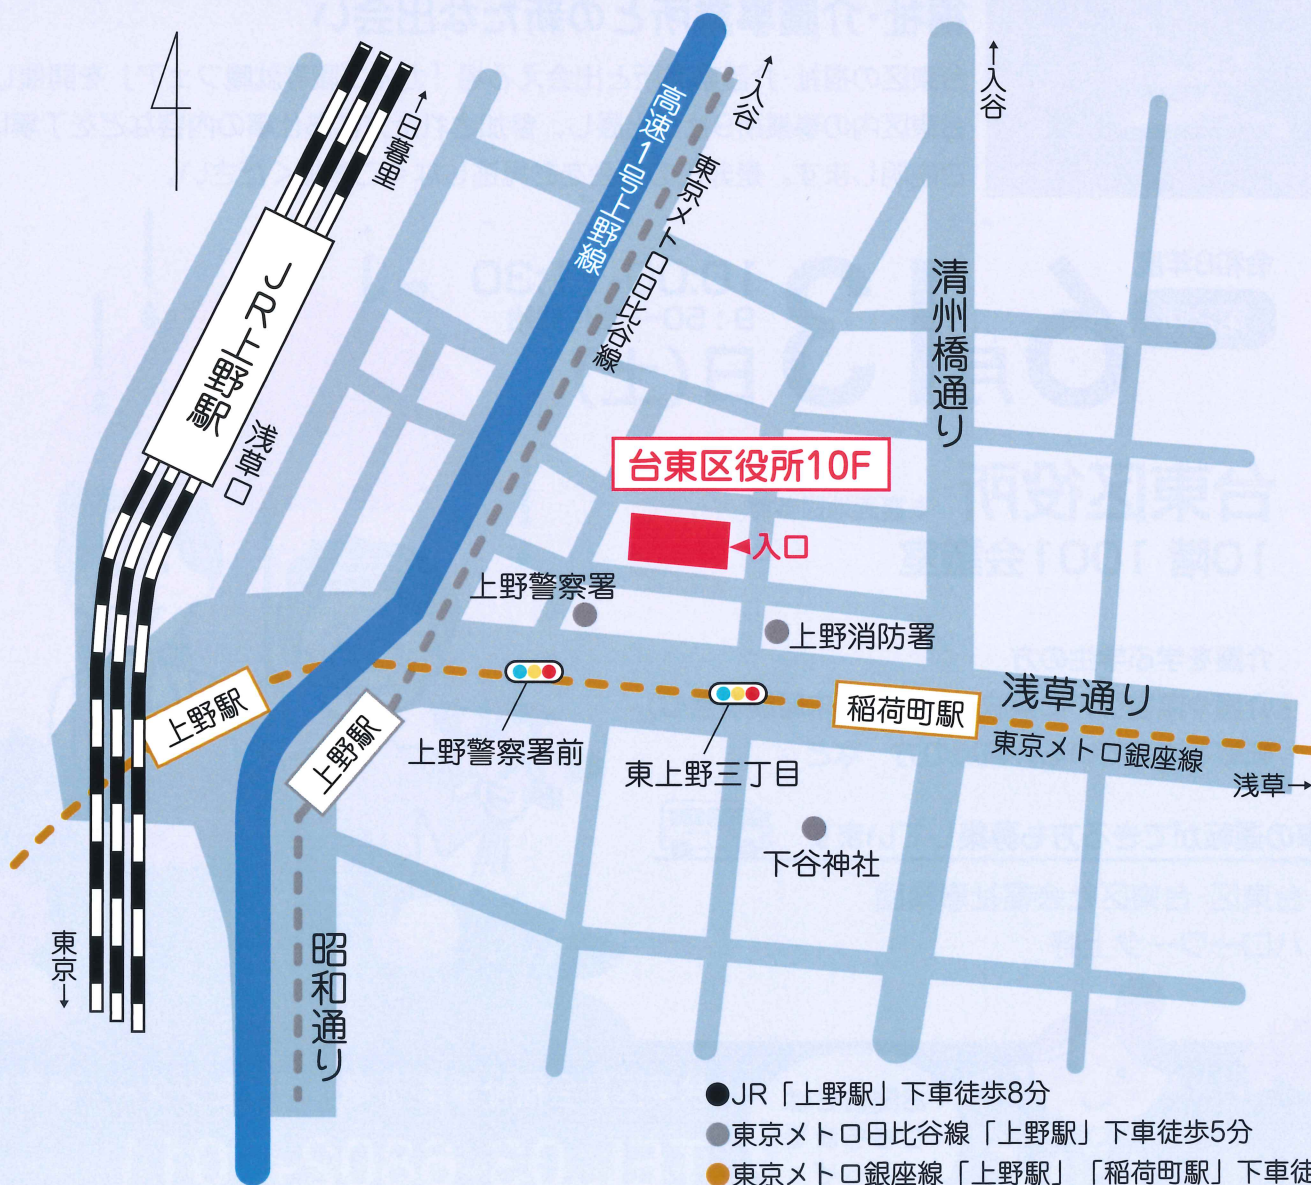 ←入谷
←入谷
高速1号上野線
←日暮里
東京メトロ日比谷線
JR上野駅
清洲橋通り
浅草口
台東区役所10F
入口
上野警察署
上野消防署
浅草通り
上野駅
稲荷町駅
上野駅
上野警察署前
東上野三丁目
東京メトロ銀座線
浅草→
下谷神社
東京→
昭和通り
●JR「上野駅」下車徒歩8分
●東京メトロ日比谷線「上野駅」下車徒歩5分
●東京メトロ銀座線「上野駅」「稲荷町駅」下車徒